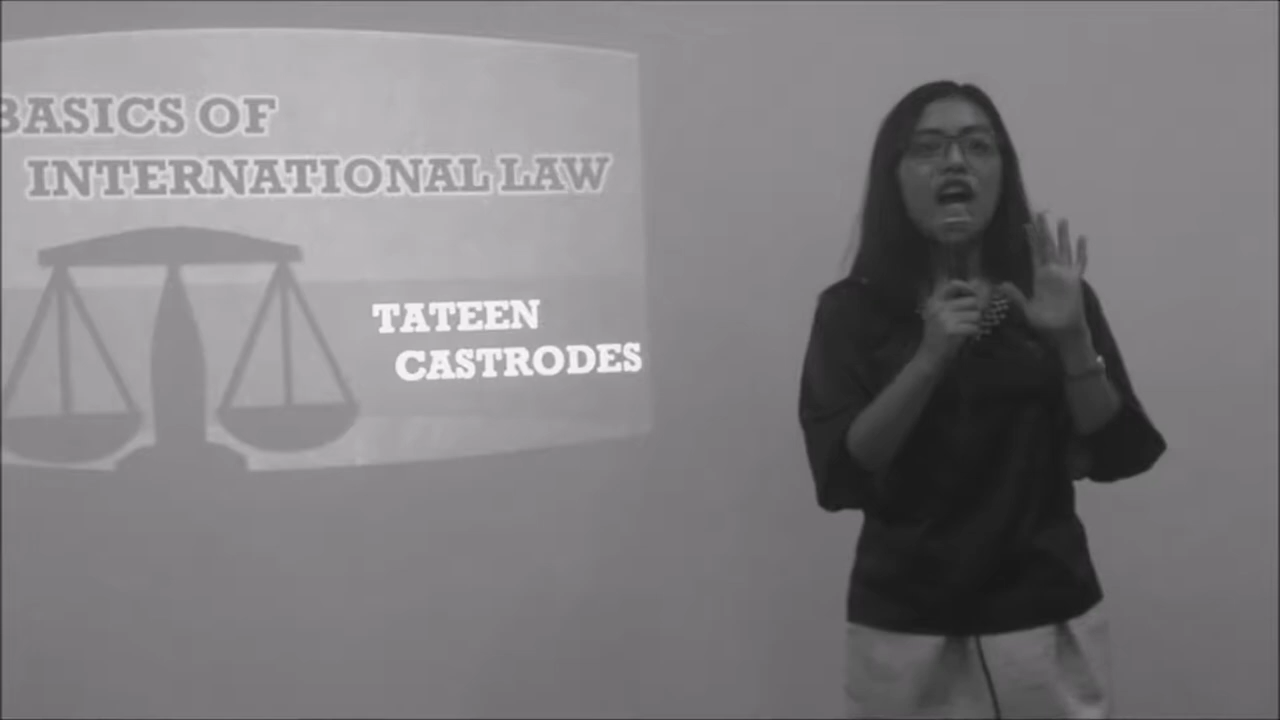 BASICS OF
INTERNATIONAL LAW
TATEEN
CASTRODES